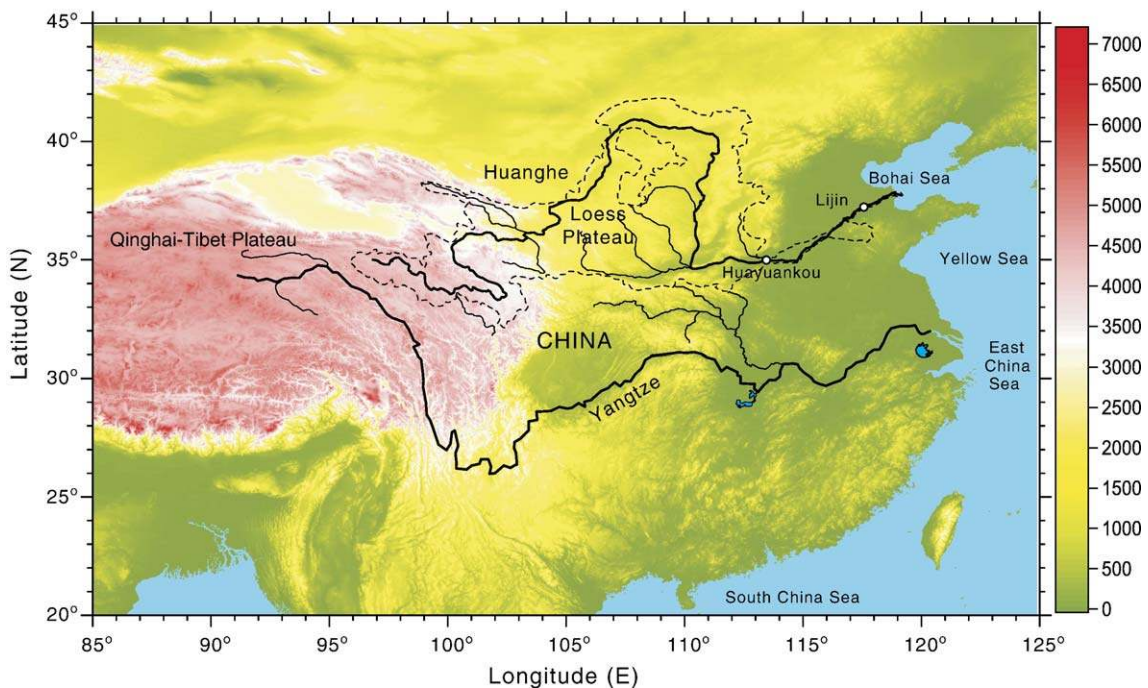 45°
40°
35°
30°
25°
20°
Latitude (N)
85°
90°
95°
100°
105°
110°
115°
120°
125°
Longitude (E)
Huanghe
Bohai Sea
Lijin
Loess
Plateau
Qinghai-Tibet Plateau
Yellow Sea
Huayuankou
CHINA
East
China
Sea
Yangtze
South China Sea
7000
6500
6000
5500
5000
4500
4000
3500
3000
2500
2000
1500
1000
500
0